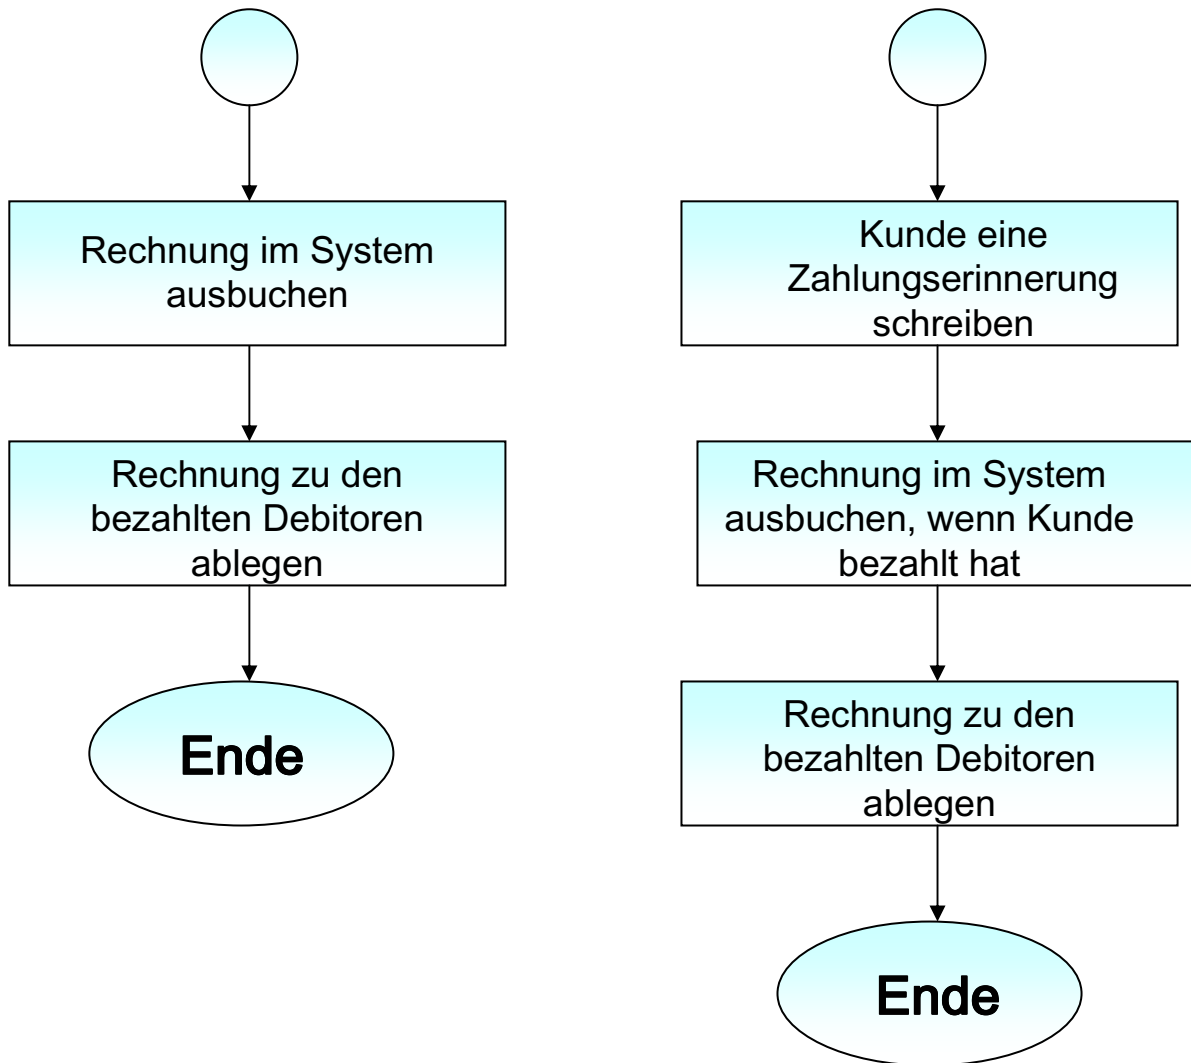 Rechnung im System
ausbuchen
Rechnung zu den
bezahlten Debitoren
ablegen
Ende
Kunde eine
Zahlungserinnerung
schreiben
Rechnung im System
ausbuchen, wenn Kunde
bezahlt hat
Rechnung zu den
bezahlten Debitoren
ablegen
Ende